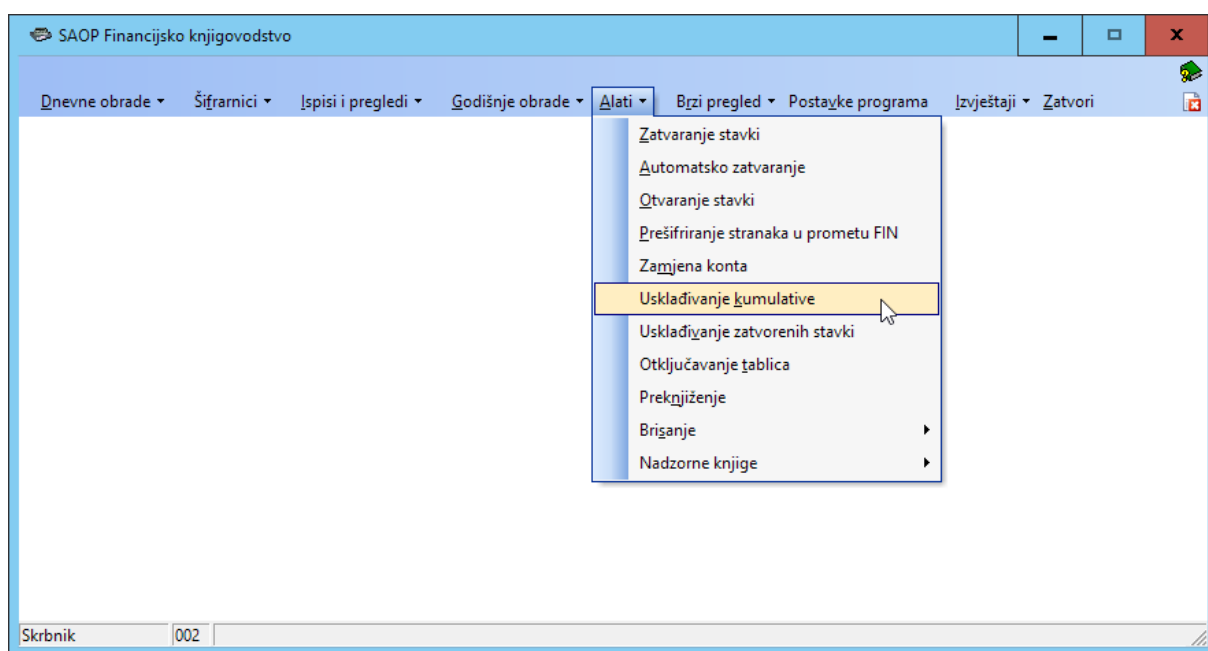 SAOP Financijsko knjigovodstvo
Dnevne obrade Šifrarnici Ispisi i pregledi Godišnje obrade Alati Brzi pregled Postavke programa Izvještaji Zatvori
Zatvaranje stavki
Automatsko zatvaranje
Otvaranje stavki
Prešifriranje stranaka u prometu FIN
Zamjena konta
Usklađivanje kumulative
Usklađivanje zatvorenih stavki
Otključavanje tablica
Preknjiženje
Brisanje
Nadzorne knjige
Skrbnik 002